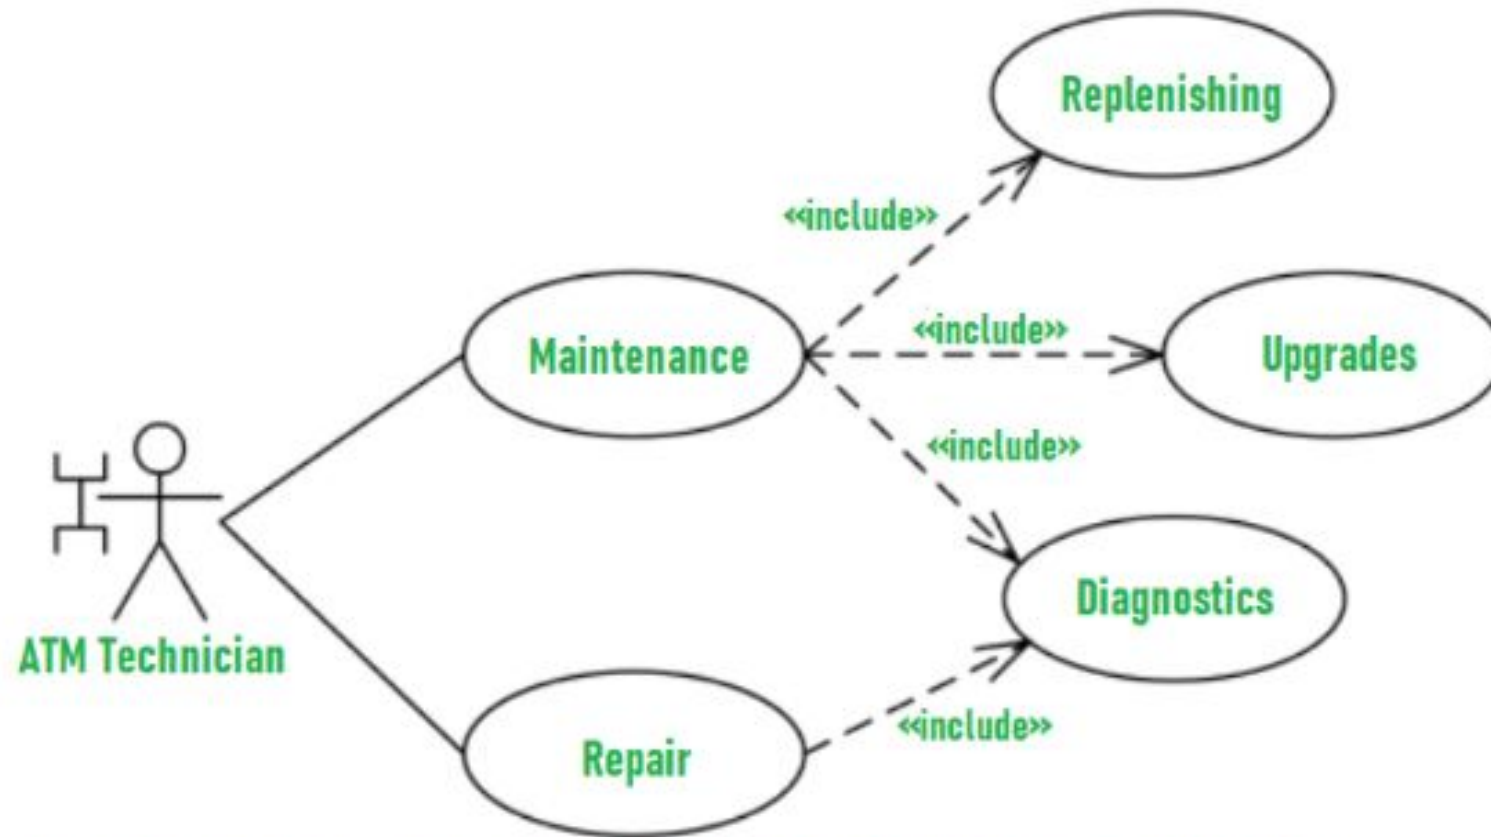 Replenishing
«include»
«include»
Maintenance
Upgrades
«include»
Diagnostics
ATM Technician
«include»
Repair